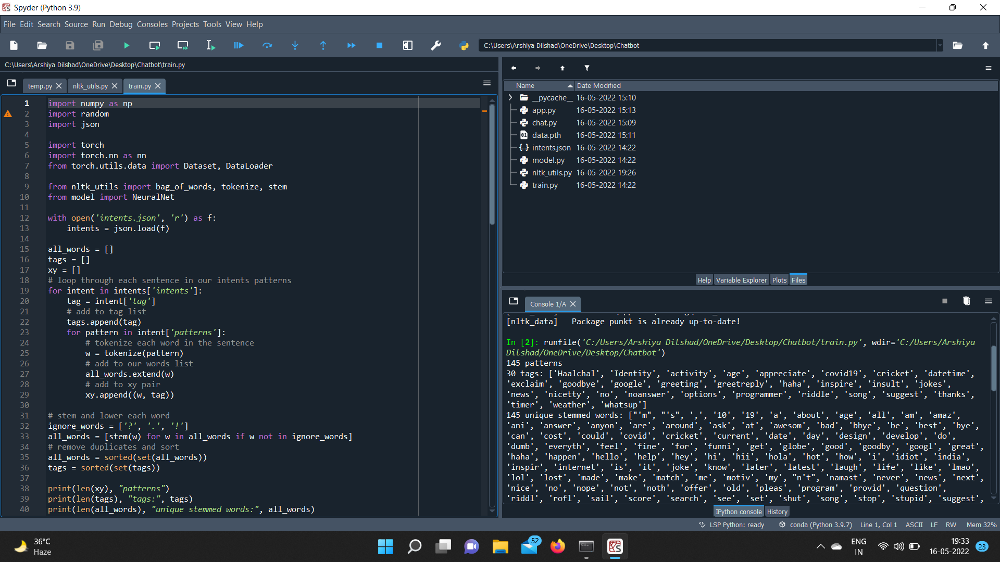 Spyder (Python 3.9)
File Edit Search Source Run Debug Consoles Projects Tools View Help
C:\Users\Arshiya Dilshad\OneDrive\Desktop\Chatbot
C:\Users\Arshiya Dilshad\OneDrive\Desktop\Chatbot\train.py
temp.py nltk_utils.py train.py
1 import numpy as np
2 import random
3 import json
4
5 import torch
6 import torch.nn as nn
7 from torch.utils.data import Dataset, DataLoader
8
9 from nltk_utils import bag_of_words, tokenize, stem
10 from model import NeuralNet
11
12 with open('intents.json', 'r') as f:
13     intents = json.load(f)
14
15 all_words = []
16 tags = []
17 xy = []
18 # loop through each sentence in our intents patterns
19 for intent in intents['intents']:
20     tag = intent['tag']
21     # add to tag list
22     tags.append(tag)
23     for pattern in intent['patterns']:
24         # tokenize each word in the sentence
25         w = tokenize(pattern)
26         # add to our words list
27         all_words.extend(w)
28         # add to xy pair
29         xy.append((w, tag))
30
31 # stem and lower each word
32 ignore_words = ['?', '.', '!']
33 all_words = [stem(w) for w in all_words if w not in ignore_words]
34 # remove duplicates and sort
35 all_words = sorted(set(all_words))
36 tags = sorted(set(tags))
37
38 print(len(xy), "patterns")
39 print(len(tags), "tags:", tags)
40 print(len(all_words), "unique stemmed words:", all_words)
Name Date Modified
__pycache__ 16-05-2022 15:10
app.py 16-05-2022 15:13
chat.py 16-05-2022 15:09
data.pth 16-05-2022 15:11
intents.json 16-05-2022 14:22
model.py 16-05-2022 14:22
nltk_utils.py 16-05-2022 19:26
train.py 16-05-2022 14:22
Help Variable Explorer Plots Files
Console 1/A
[nltk_data]   Package punkt is already up-to-date!
In [2]: runfile('C:/Users/Arshiya Dilshad/OneDrive/Desktop/Chatbot/train.py', wdir='C:/Users/Arshiya
Dilshad/OneDrive/Desktop/Chatbot')
145 patterns
30 tags: ['Haalchal', 'Identity', 'activity', 'age', 'appreciate', 'covid19', 'cricket', 'datetime',
'exclaim', 'goodbye', 'google', 'greeting', 'greetreply', 'haha', 'inspire', 'insult', 'jokes',
'news', 'nicetty', 'no', 'noanswer', 'options', 'programmer', 'riddle', 'song', 'suggest', 'thanks',
'timer', 'weather', 'whatsup']
145 unique stemmed words: ["'m", "'s", ',', '10', '19', 'a', 'about', 'age', 'all', 'am', 'amaz',
'ani', 'answer', 'anyon', 'are', 'around', 'ask', 'at', 'awesom', 'bad', 'bbye', 'be', 'best', 'bye',
'can', 'cost', 'could', 'covid', 'cricket', 'current', 'date', 'day', 'design', 'develop', 'do',
'dumb', 'everyth', 'feel', 'fine', 'for', 'funni', 'get', 'globe', 'good', 'goodby', 'googl', 'great',
'haha', 'happen', 'hello', 'help', 'hey', 'hi', 'hii', 'hola', 'hot', 'how', 'i', 'idiot', 'india',
'inspir', 'internet', 'is', 'it', 'joke', 'know', 'later', 'latest', 'laugh', 'life', 'like', 'lmao',
'lol', 'lost', 'made', 'make', 'match', 'me', 'motiv', 'my', "n't", 'namast', 'never', 'news', 'next',
'nice', 'no', 'nope', 'not', 'noth', 'offer', 'old', 'pleas', 'program', 'provid', 'question',
'riddl', 'rofl', 'sail', 'score', 'search', 'see', 'set', 'shut', 'song', 'stop', 'stupid', 'suggest',
IPython console History
LSP Python: ready conda (Python 3.9.7) Line 1, Col 1 ASCII LF RW Mem 32%
36°C
Haze
52
ENG
IN
19:33
16-05-2022
23